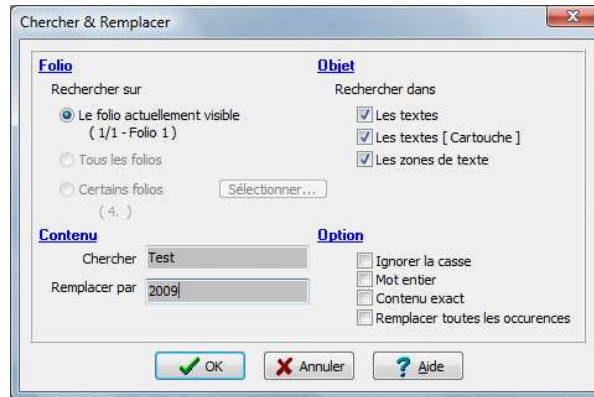 Chercher & Remplacer
Folio
Rechercher sur
Le folio actuellement visible
( 1/1 - Folio 1 )
Tous les folios
Certains folios
Sélectionner...
( 4. )
Objet
Rechercher dans
Les textes
Les textes [ Cartouche ]
Les zones de texte
Contenu
Chercher Test
Remplacer par 2009
Option
Ignorer la casse
Mot entier
Contenu exact
Remplacer toutes les occurences
OK Annuler Aide